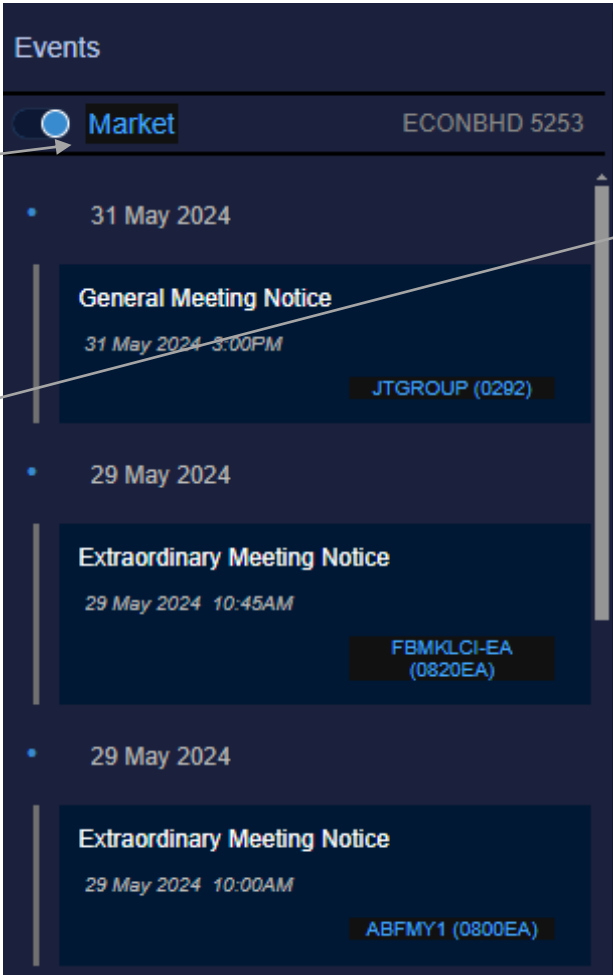 Events
Market ECONBHD 5253
31 May 2024
General Meeting Notice
31 May 2024 3:00PM
JTGROUP (0292)
29 May 2024
Extraordinary Meeting Notice
29 May 2024 10:45AM
FBMKLCI-EA
(0820EA)
29 May 2024
Extraordinary Meeting Notice
29 May 2024 10:00AM
ABFMY1 (0800EA)